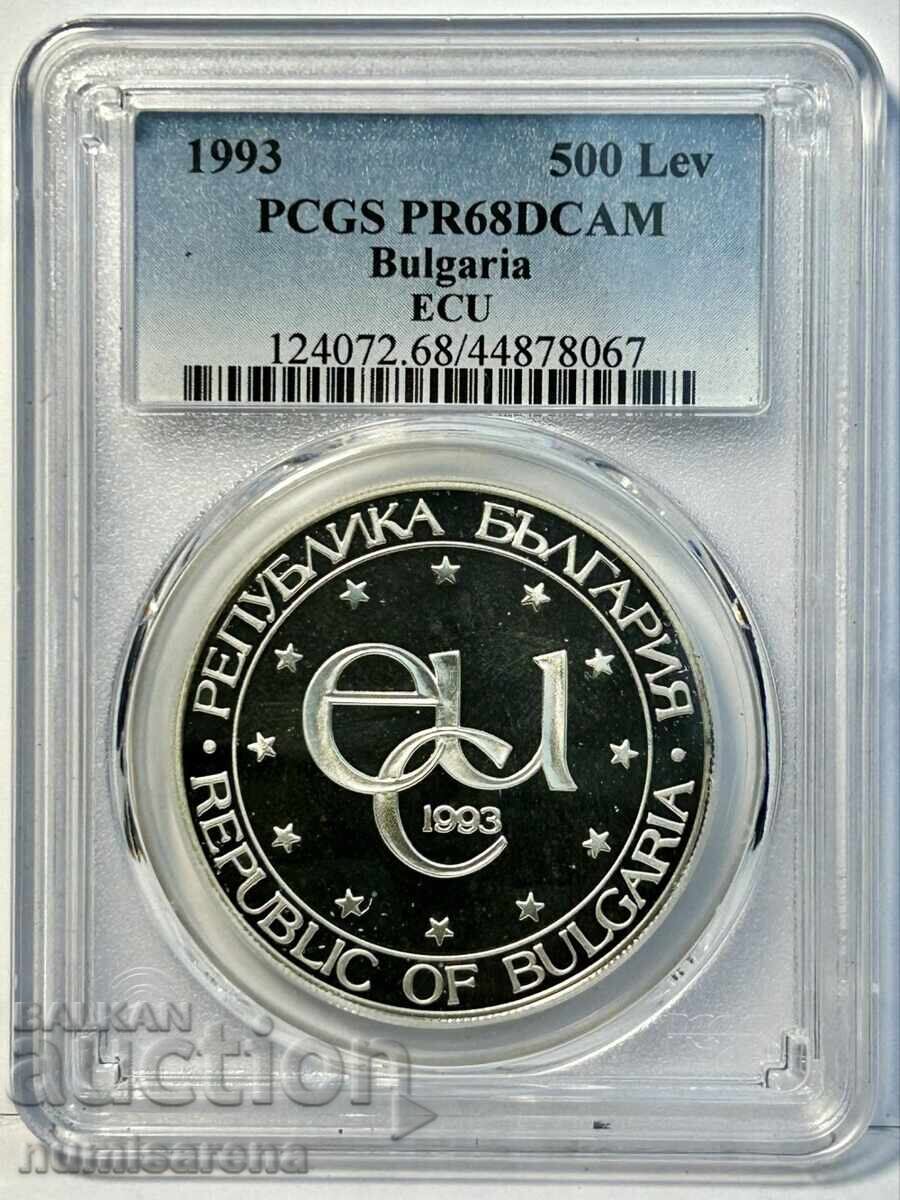 1993 500 Lev
PCGS PR68DCAM
Bulgaria
ECU
124072.68/44878067
РЕПУБЛИКА БЪЛГАРИЯ
ecu
1993
REPUBLIC OF BULGARIA
BALKAN
auction
numisarena